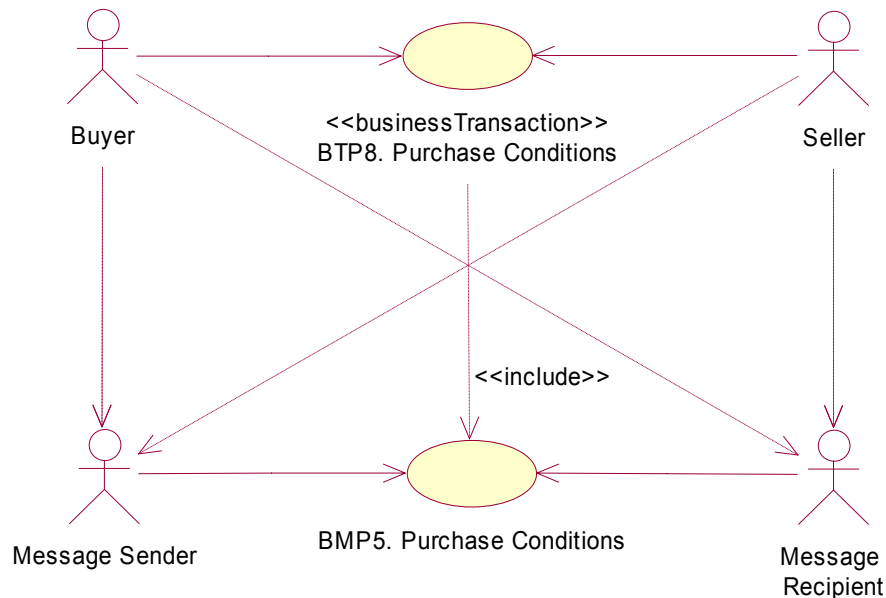 Buyer
<<businessTransaction>>
BTP8. Purchase Conditions
Seller
<<include>>
Message Sender
BMP5. Purchase Conditions
Message
Recipient